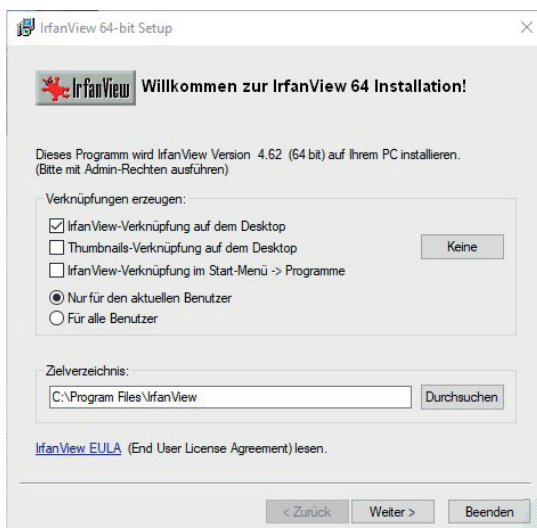 IrfanView 64-bit Setup
IrfanView
Willkommen zur IrfanView 64 Installation!
Dieses Programm wird IrfanView Version 4.62 (64 bit) auf Ihrem PC installieren.
(Bitte mit Admin-Rechten ausführen)
Verknüpfungen erzeugen:
IrfanView-Verknüpfung auf dem Desktop
Thumbnails-Verknüpfung auf dem Desktop
Keine
IrfanView-Verknüpfung im Start-Menü -> Programme
Nur für den aktuellen Benutzer
Für alle Benutzer
Zielverzeichnis:
C:\Program Files\IrfanView
Durchsuchen
IrfanView EULA (End User License Agreement) lesen.
< Zurück
Weiter >
Beenden